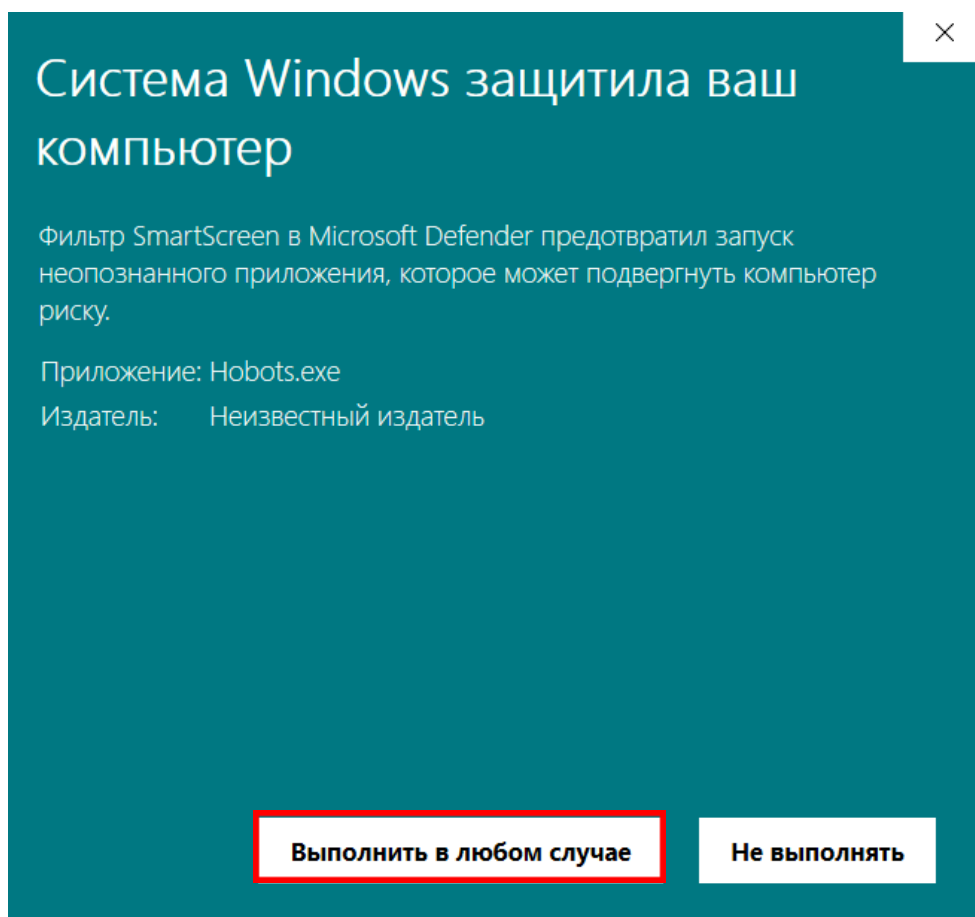 Система Windows защитила ваш
компьютер
Фильтр SmartScreen в Microsoft Defender предотвратил запуск
неопознанного приложения, которое может подвергнуть компьютер
риску.
Приложение: Hobots.exe
Издатель: Неизвестный издатель
Выполнить в любом случае Не выполнять